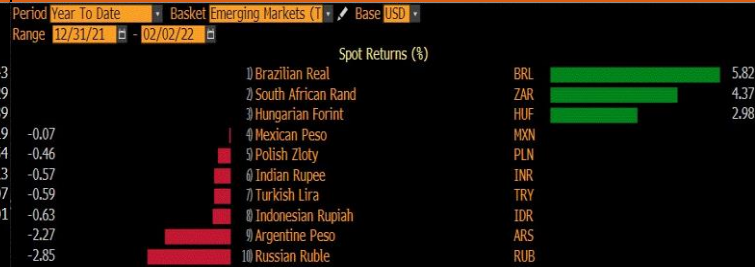 Period Year To Date Basket Emerging Markets (T Base USD
Range 12/31/21 - 02/02/22
Spot Returns (%)
1) Brazilian Real BRL 5.82
2) South African Rand ZAR 4.37
3) Hungarian Forint HUF 2.98
-0.07 4) Mexican Peso MXN
-0.46 5) Polish Zloty PLN
-0.57 6) Indian Rupee INR
-0.59 7) Turkish Lira TRY
-0.63 8) Indonesian Rupiah IDR
-2.27 9) Argentine Peso ARS
-2.85 10) Russian Ruble RUB